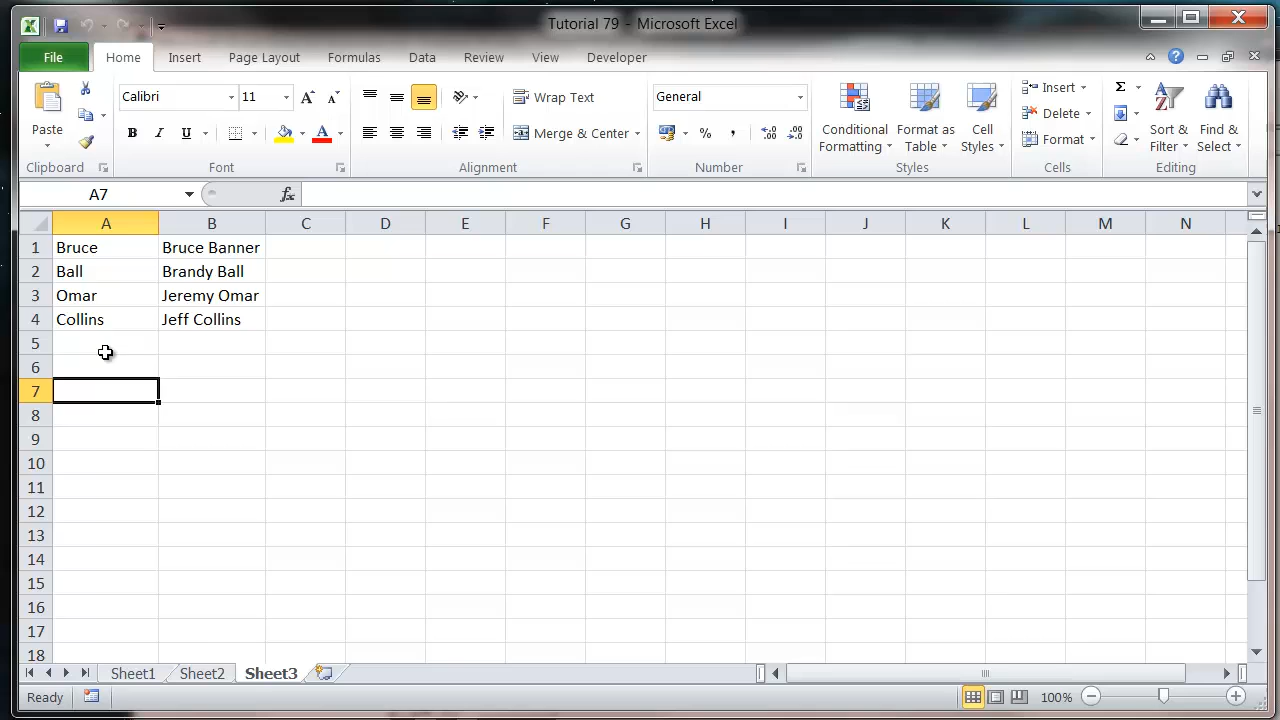 Tutorial 79 - Microsoft Excel
File Home Insert Page Layout Formulas Data Review View Developer
Calibri 11 Wrap Text General Insert Σ
Paste B I U A Merge & Center $ % , Conditional Formatting Format as Table Cell Styles Delete Format Sort & Filter Find & Select
Clipboard Font Alignment Number Styles Cells Editing
A7 fx
A B C D E F G H I J K L M N
1 Bruce Bruce Banner
2 Ball Brandy Ball
3 Omar Jeremy Omar
4 Collins Jeff Collins
5
6
7
8
9
10
11
12
13
14
15
16
17
18
Sheet1 Sheet2 Sheet3
Ready 100%